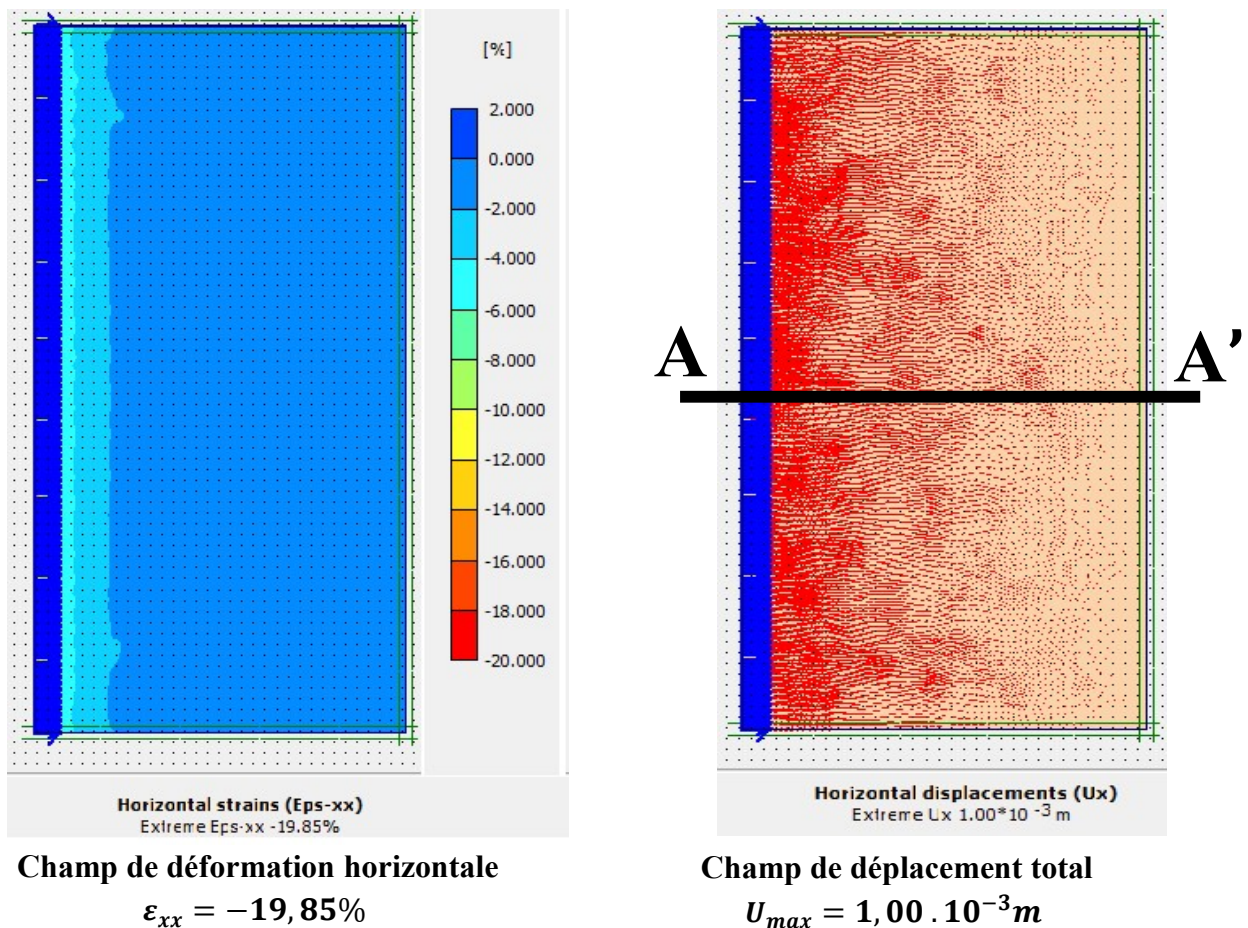 [%]
2.000
0.000
-2.000
-4.000
-6.000
-8.000
-10.000
-12.000
-14.000
-16.000
-18.000
-20.000
Horizontal strains (Eps-xx)
Extreme Eps-xx -19.85%
Champ de déformation horizontale
εxx = −19,85%
A
A’
Horizontal displacements (Ux)
Extreme Ux 1.00*10 -3 m
Champ de déplacement total
Umax = 1,00 . 10−3m